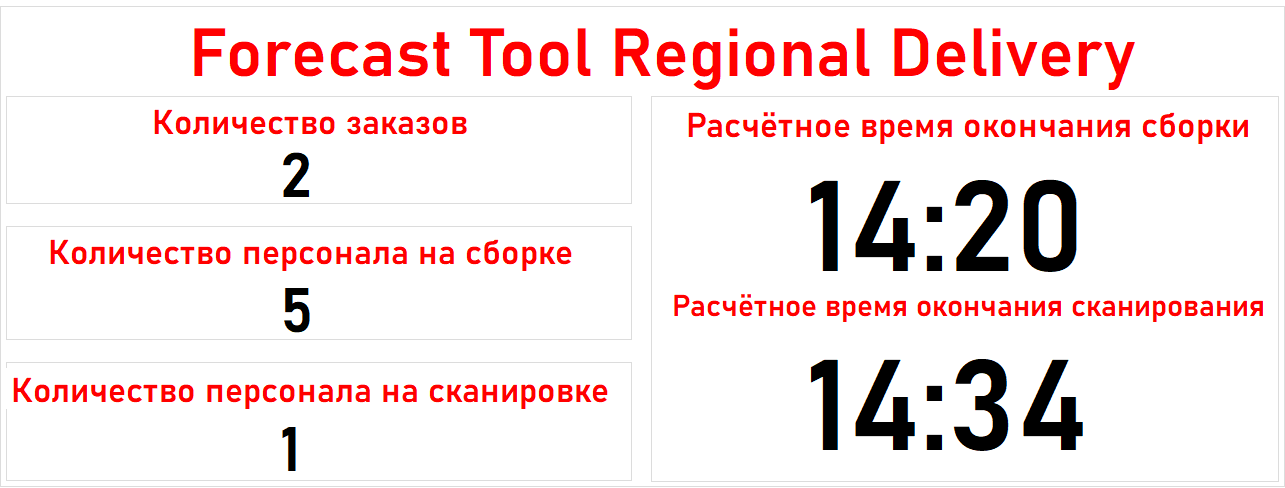 Forecast Tool Regional Delivery
Количество заказов
2
Количество персонала на сборке
5
Количество персонала на сканировке
1
Расчётное время окончания сборки
14:20
Расчётное время окончания сканирования
14:34